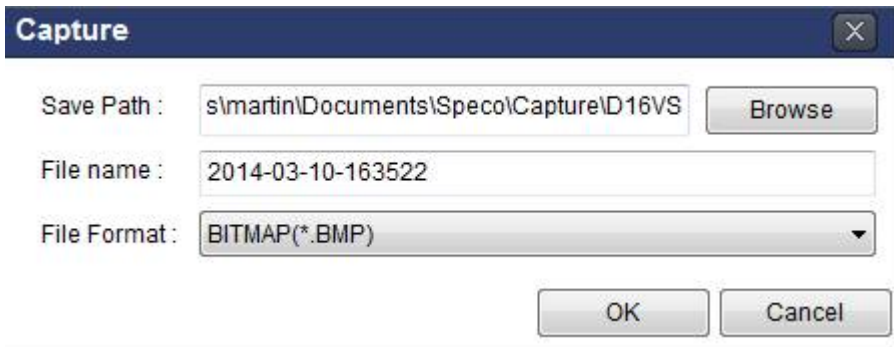 Capture
Save Path : s\martin\Documents\Speco\Capture\D16VS Browse
File name : 2014-03-10-163522
File Format : BITMAP(*.BMP)
OK Cancel